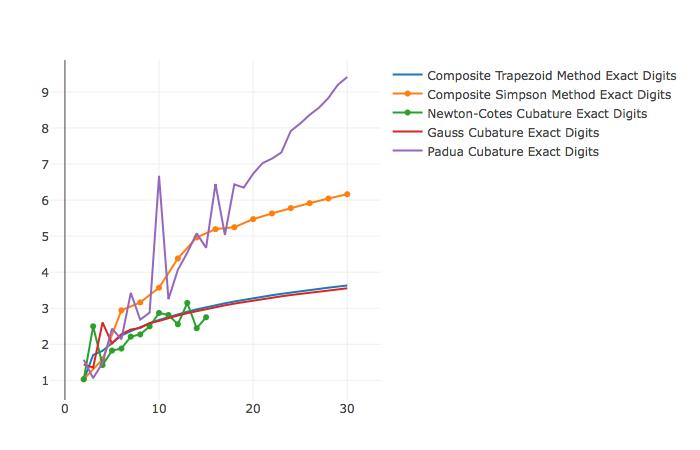 9
8
7
6
5
4
3
2
1
0 10 20 30
Composite Trapezoid Method Exact Digits
Composite Simpson Method Exact Digits
Newton-Cotes Cubature Exact Digits
Gauss Cubature Exact Digits
Padua Cubature Exact Digits